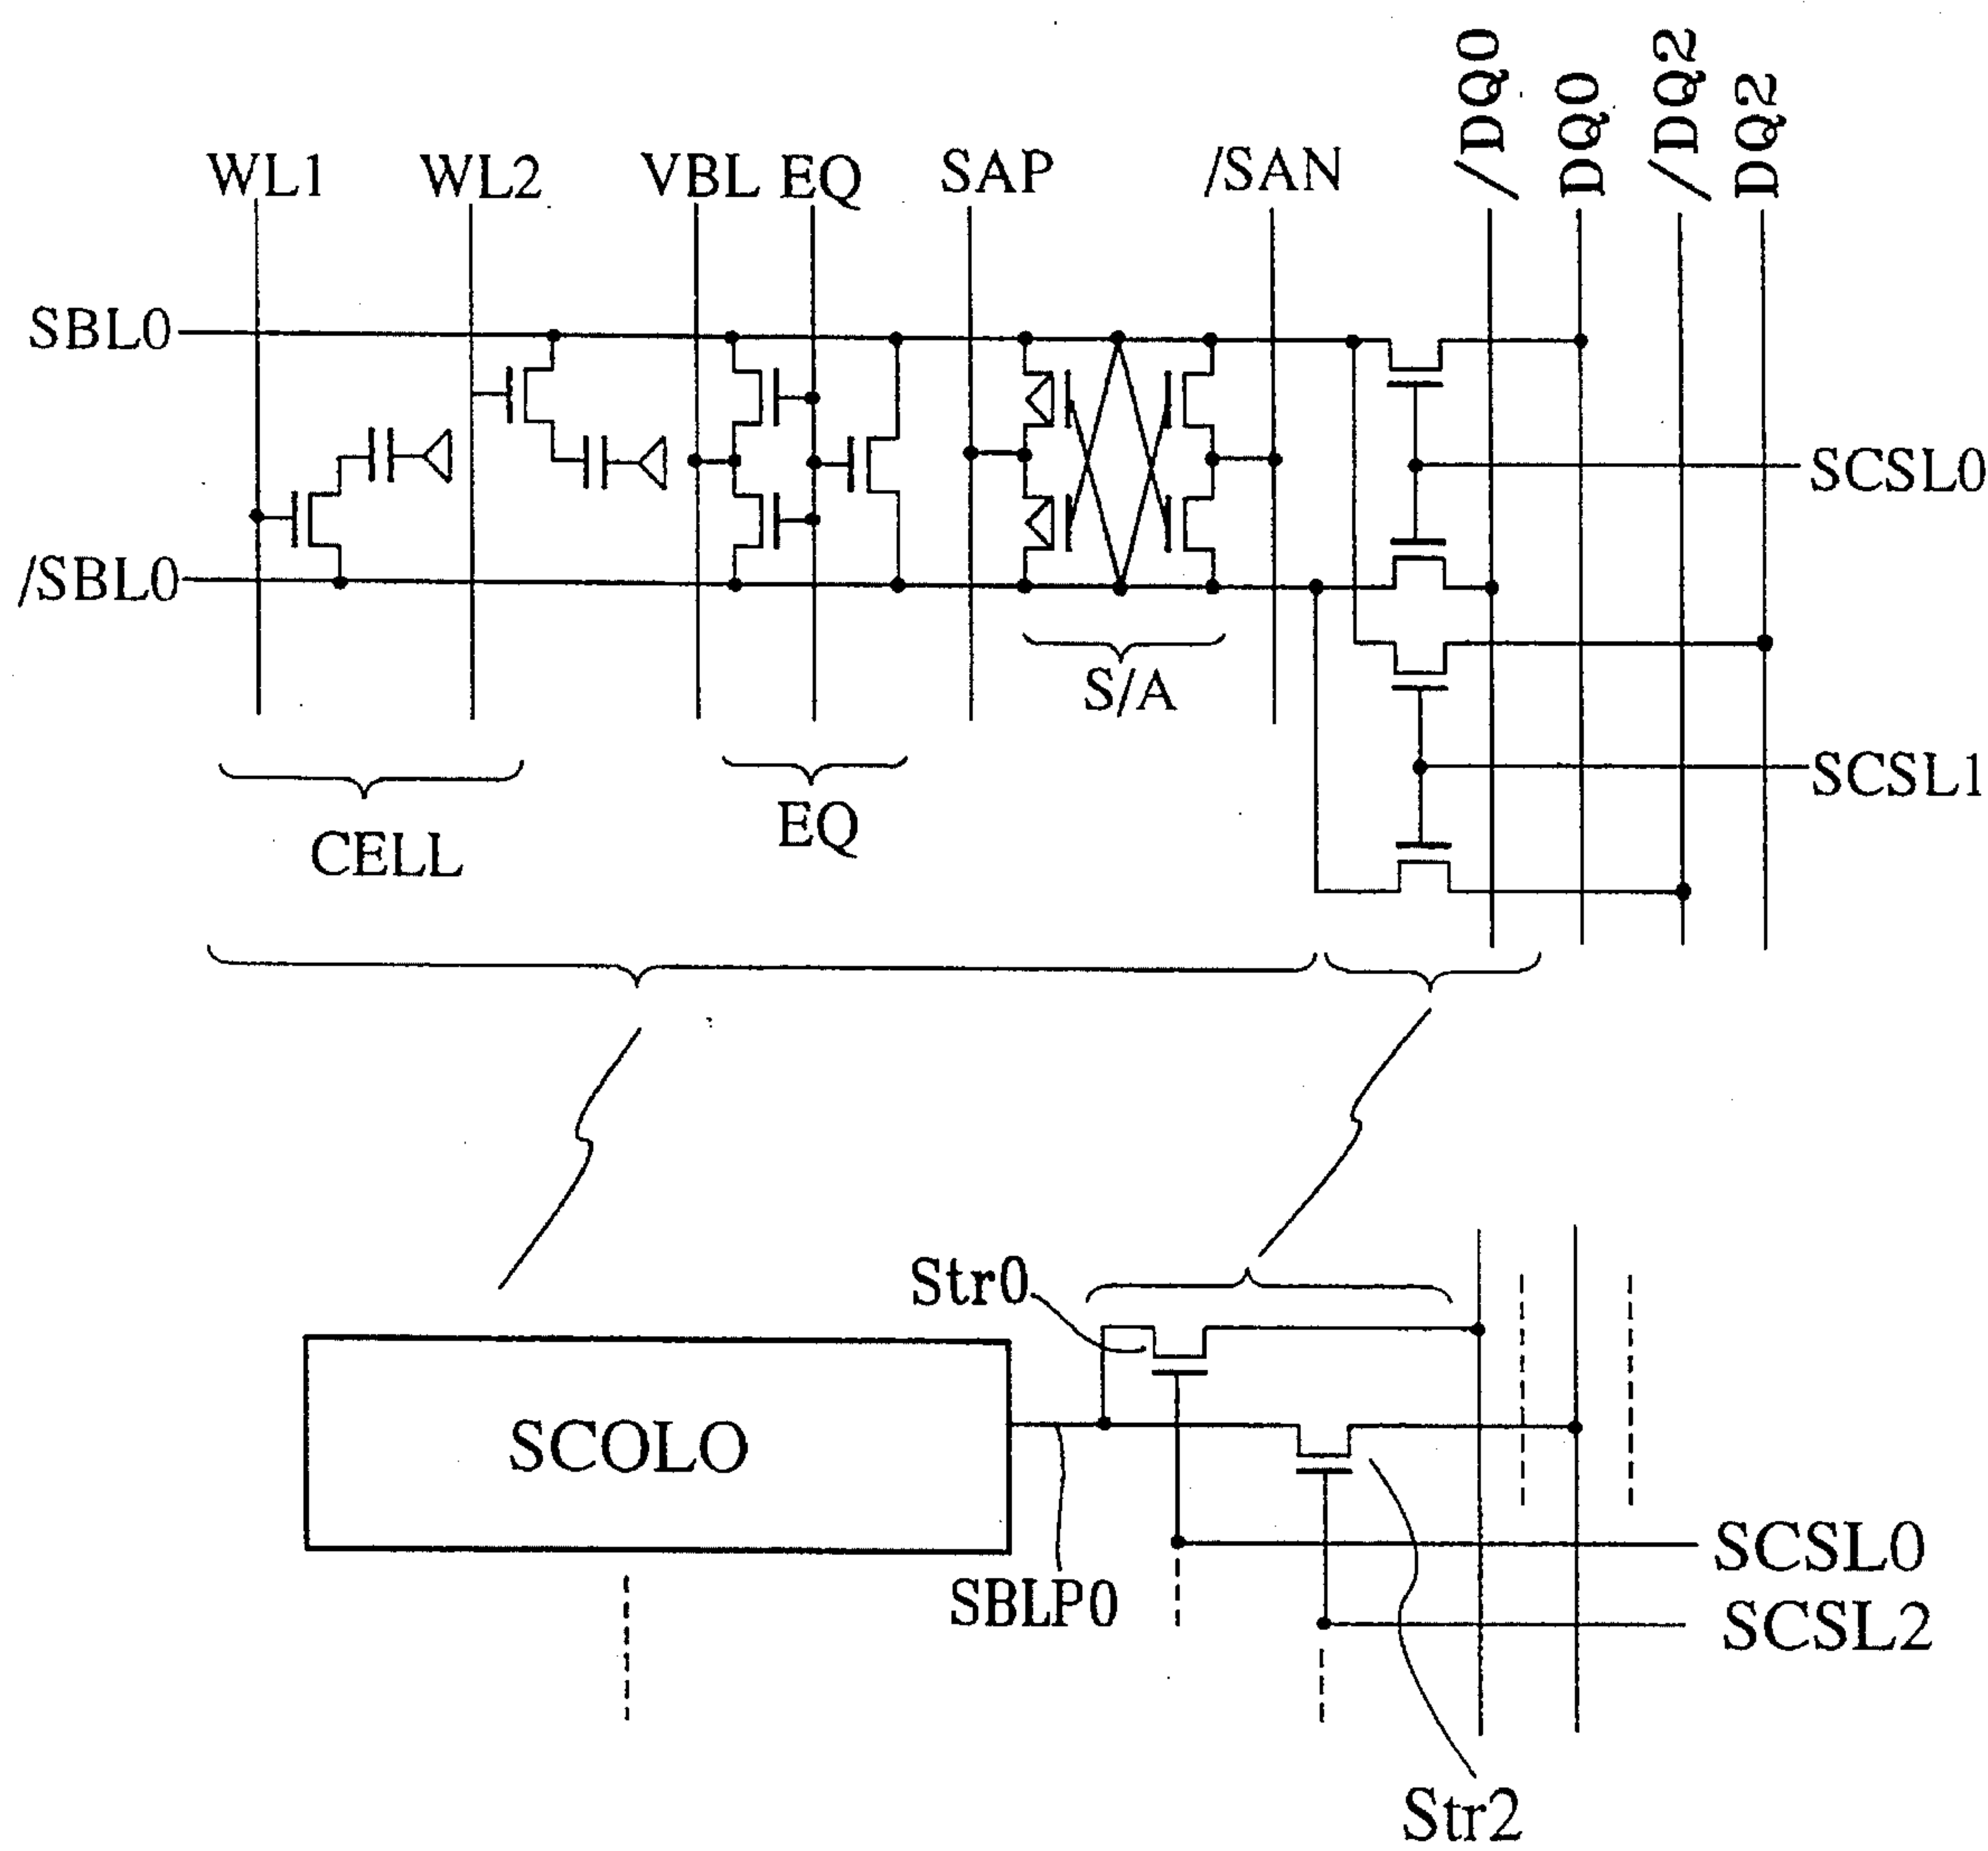 /DQ0
DQ0
/DQ2
DQ2
WL1
WL2
VBL
EQ
SAP
/SAN
SBL0
SCSL0
/SBL0
S/A
SCSL1
EQ
CELL
Str0
SCOLO
SCSL0
SBLP0
SCSL2
Str2